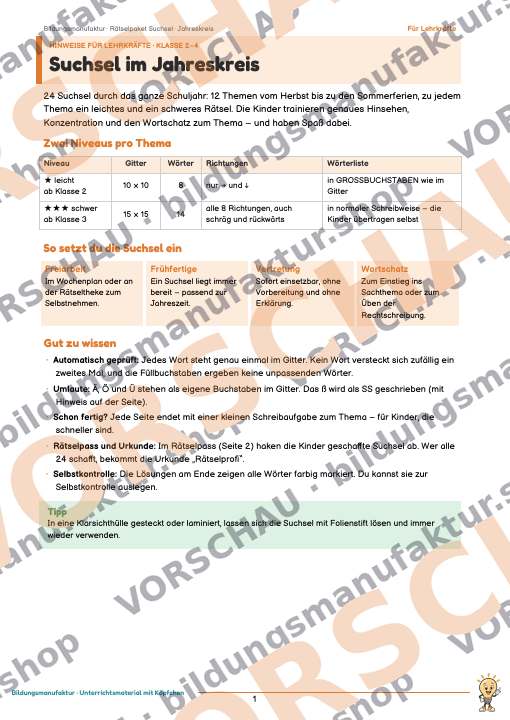 Bildungsmanufaktur · Rätselpaket Suchsel · Jahreskreis
Für Lehrkräfte
HINWEISE FÜR LEHRKRÄFTE · KLASSE 2–4
Suchsel im Jahreskreis
24 Suchsel durch das ganze Schuljahr: 12 Themen vom Herbst bis zu den Sommerferien, zu jedem
Thema ein leichtes und ein schweres Rätsel. Die Kinder trainieren genaues Hinsehen,
Konzentration und den Wortschatz zum Thema – und haben Spaß dabei.
Zwei Niveaus pro Thema
Niveau Gitter Wörter Richtungen Wörterliste
★ leicht
ab Klasse 2
10 x 10 8 nur → und ↓
in GROSSBUCHSTABEN wie im
Gitter
★★★ schwer
ab Klasse 3
15 x 15 14
alle 8 Richtungen, auch
schräg und rückwärts
in normaler Schreibweise – die
Kinder übertragen selbst
So setzt du die Suchsel ein
Freiarbeit
Im Wochenplan oder an
der Rätseltheke zum
Selbstnehmen.
Frühfertige
Ein Suchsel liegt immer
bereit – passend zur
Jahreszeit.
Vertretung
Sofort einsetzbar, ohne
Vorbereitung und ohne
Erklärung.
Wortschatz
Zum Einstieg ins
Sachthema oder zum
Üben der
Rechtschreibung.
Gut zu wissen
· Automatisch geprüft: Jedes Wort steht genau einmal im Gitter. Kein Wort versteckt sich zufällig ein
zweites Mal und die Füllbuchstaben ergeben keine unpassenden Wörter.
· Umlaute: Ä, Ö und Ü stehen als eigene Buchstaben im Gitter. Das ß wird als SS geschrieben (mit
Hinweis auf der Seite).
· Schon fertig? Jede Seite endet mit einer kleinen Schreibaufgabe zum Thema – für Kinder, die
schneller sind.
· Rätselpass und Urkunde: Im Rätselpass (Seite 2) haken die Kinder geschaffte Suchsel ab. Wer alle
24 schafft, bekommt die Urkunde „Rätselprofi“.
· Selbstkontrolle: Die Lösungen am Ende zeigen alle Wörter farbig markiert. Du kannst sie zur
Selbstkontrolle auslegen.
Tipp
In eine Klarsichthülle gesteckt oder laminiert, lassen sich die Suchsel mit Folienstift lösen und immer
wieder verwenden.
VORSCHAU · bildungsmanufaktur.shop
Bildungsmanufaktur · Unterrichtsmaterial mit Köpfchen
1